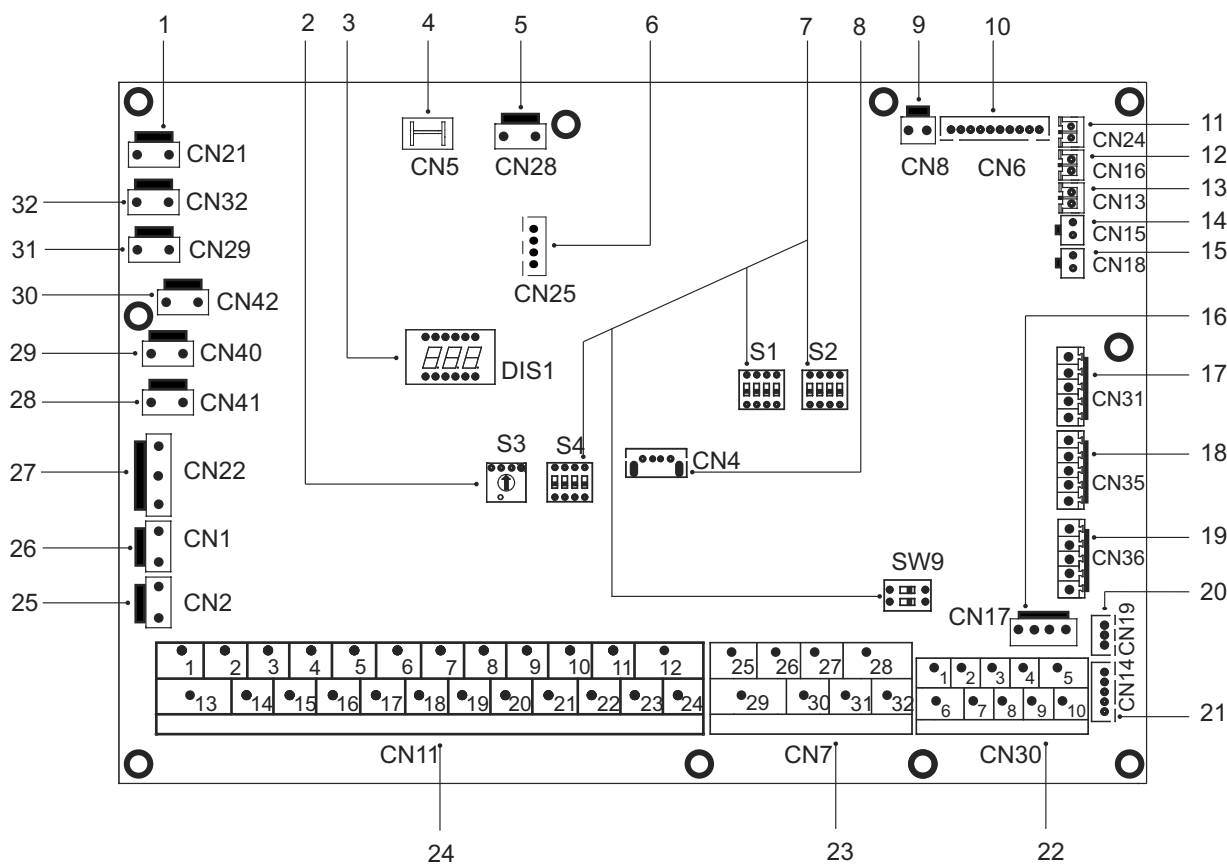 1 2 3 4 5 6 7 8 9 10
11
CN21 CN5 CN28 CN8 CN6 CN24
12
CN16
13
32 CN32 CN13
14
31 CN29 CN15
15
CN25 CN18
30 CN42
16
29 CN40 DIS1 S1 S2
17
28 CN41 CN31
27 CN22 S3 S4 CN4
18
CN35
26 CN1
19
SW9 CN36
25 CN2
20
CN17 CN19
1 2 3 4 5 6 7 8 9 10 11 12 25 26 27 28 1 2 3 4 5
13 14 15 16 17 18 19 20 21 22 23 24 29 30 31 32 6 7 8 9 10
CN14
21
CN11 CN7 CN30
24 23 22